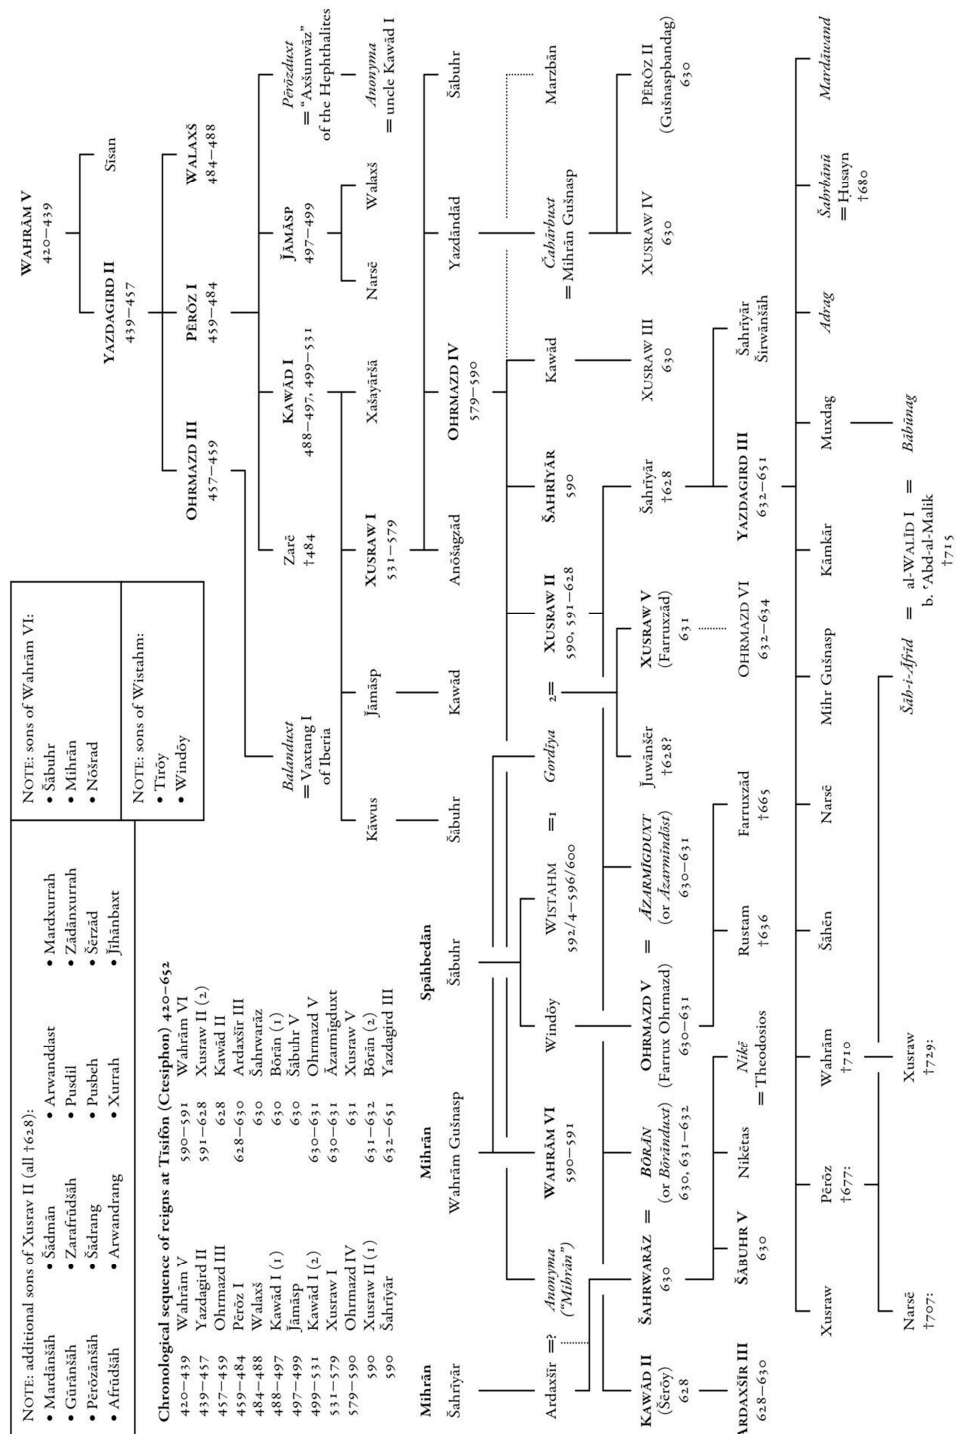 NOTE: additional sons of Xusrav II (all †628):
• Mardānšāh
• Gūrānšāh
• Pērōzānšāh
• Afrūdšāh
• Šādmān
• Zarafrūdšāh
• Šādrang
• Arwandrang
• Arwanddast
• Pusdil
• Pusbeh
• Xurrah
• Mardxurrah
• Zādānxurrah
• Šērzād
• J̌ihānbaxt
NOTE: sons of Wahrām VI:
• Šābuhr
• Mihrān
• Nōšrad
NOTE: sons of Wistahm:
• Tīrōy
• Windōy
Chronological sequence of reigns at Tisifōn (Ctesiphon) 420–652
420–439 Wahrām V
439–457 Yazdagird II
457–459 Ohrmazd III
459–484 Pērōz I
484–488 Walaxš
488–497 Kawād I (1)
497–499 J̌āmāsp
499–531 Kawād I (2)
531–579 Xusraw I
579–590 Ohrmazd IV
590 Xusraw II (1)
590 Šahrīyār
590–591 Wahrām VI
591–628 Xusraw II (2)
628 Kawād II
628–630 Ardaxšīr III
630 Šahrwarāz
630 Bōrān (1)
630 Šābuhr V
630–631 Ohrmazd V
630–631 Āzarmīgduxt
631 Xusraw V
631–632 Bōrān (2)
632–651 Yazdagird III
WAHRĀM V
420–439
YAZDAGIRD II
439–457
Sīsan
OHRMAZD III
457–459
PĒRŌZ I
459–484
WALAXŠ
484–488
Balanduxt
= Vaxtang I
of Iberia
Zarē
†484
KAWĀD I
488–497, 499–531
J̌ĀMĀSP
497–499
Pērōzduxt
= “Axšunwāz”
of the Hephthalites
Kāwus
J̌āmāsp
XUSRAW I
531–579
Xašayāršā
Narsē
Walaxš
Anonyma
= uncle Kawād I
Šābuhr
Kawād
Anōšagzād
OHRMAZD IV
579–590
Yazdāndād
Šābuhr
Mihrān
Šahrīyār
Mihrān
Wahrām Gušnasp
Spāhbedān
Šābuhr
Ardaxšīr =? Anonyma
(“Mihrān”)
WAHRĀM VI
590–591
Windōy
WISTAHM =1 Gordīya 2= XUSRAW II
592/4–596/600
590, 591–628
ŠAHRĪYĀR
590
Kawād
Čahārbuxt
= Mihrān Gušnasp
Marzbān
KAWĀD II
(Šērōy)
628
ŠAHRWARĀZ = BŌRĀN
630
(or Bōrānduxt)
630, 631–632
OHRMAZD V = ĀZARMĪGDUXT
(Farrux Ohrmazd)
630–631
(or Āzarmīndōst)
630–631
J̌uwānšēr
†628?
XUSRAW V
(Farruxzād)
631
Šahrīyār
†628
XUSRAW III
630
XUSRAW IV
630
PĒRŌZ II
(Gušnaspbandag)
630
ARDAXŠĪR III
628–630
ŠĀBUHR V
630
Nikētas
Nikē
= Theodosios
Rustam
†636
Farruxzād
†665
OHRMAZD VI
632–634
YAZDAGIRD III
632–651
Šahrīyār
Širwānšāh
Xusraw
Pērōz
†677:
Wahrām
†710
Šāhēn
Narsē
Mihr Gušnasp
Kāmkār
Muxdag
Adrag
Šahrbānū
= Ḥusayn
†680
Mardāwand
Narsē
†707:
Xusraw
†729:
Šāh-i-Āfrīd = al-WALĪD I = Bābūnag
b. ʿAbd-al-Malik
†715